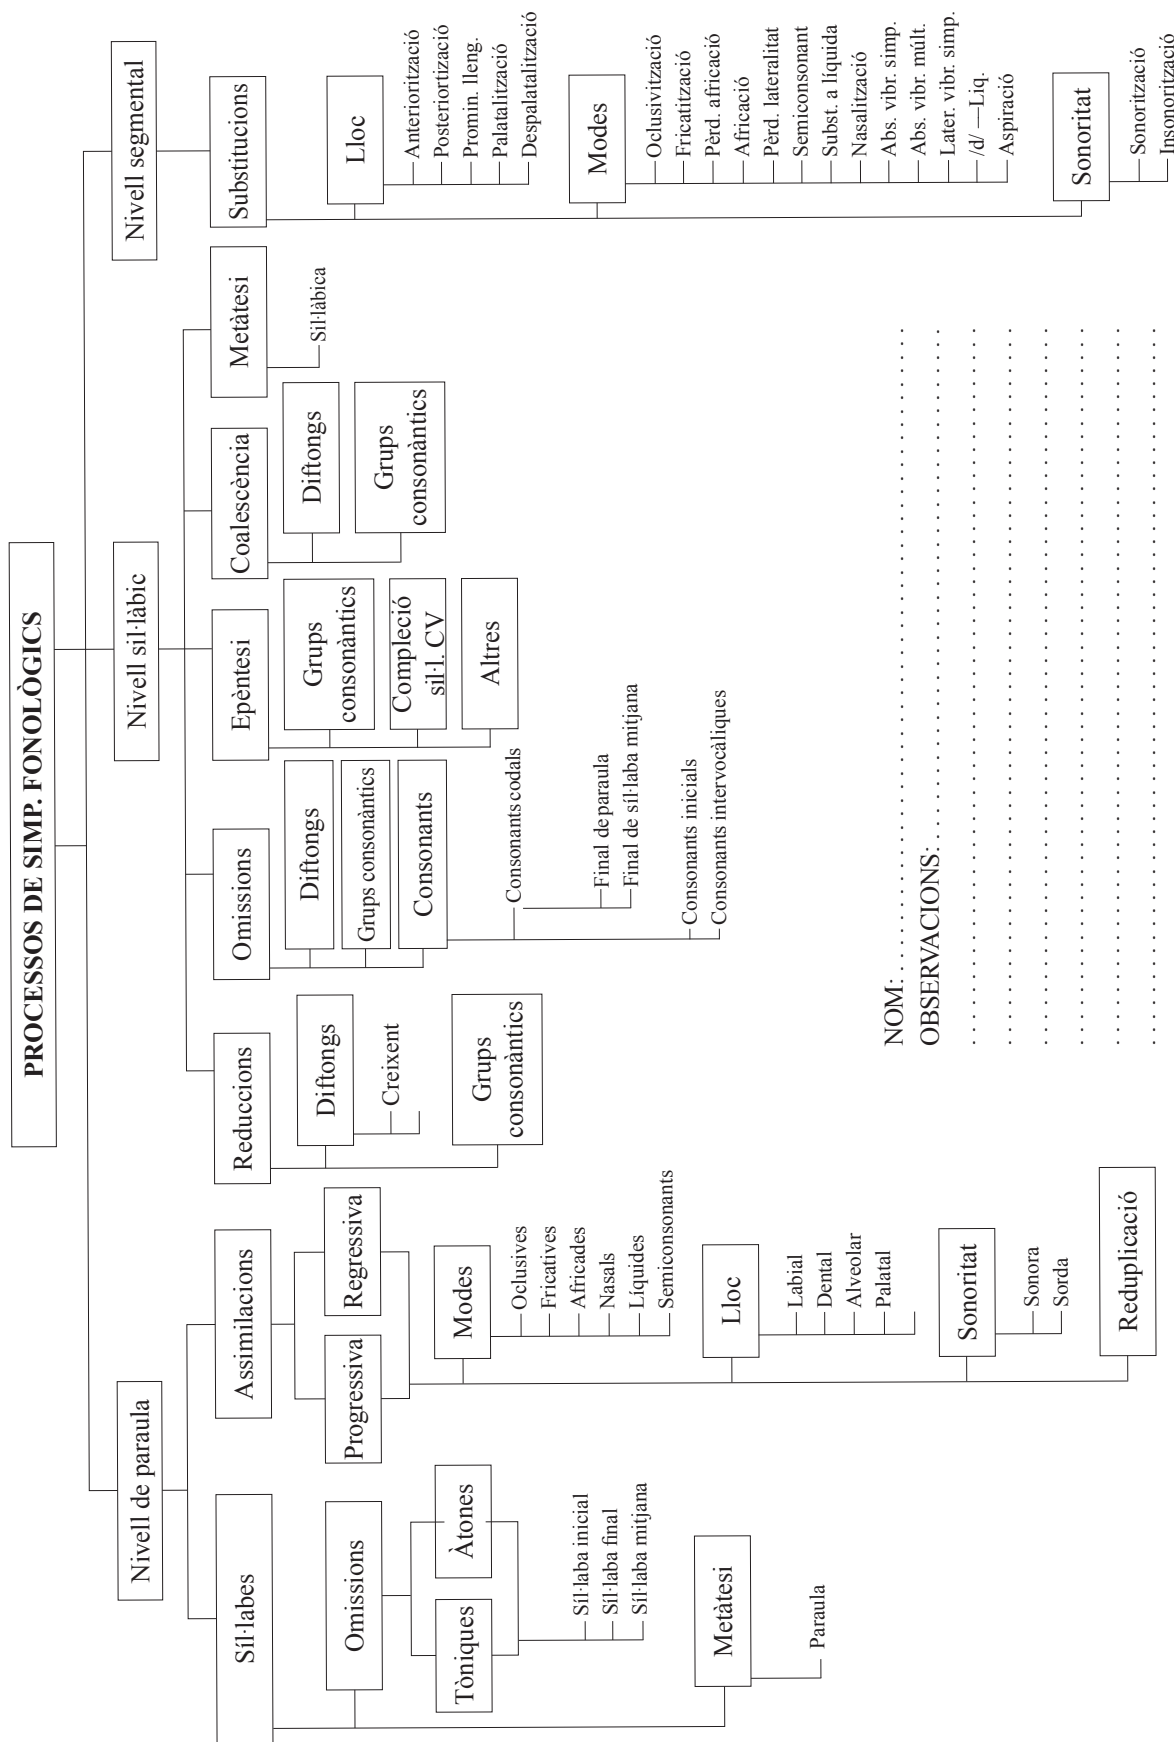 PROCESSOS DE SIMP. FONOLÒGICS
Nivell de paraula
Síl·labes
Omissions
Tòniques
Àtones
Síl·laba inicial
Síl·laba final
Síl·laba mitjana
Metàtesi
Paraula
Assimilacions
Progressiva
Regressiva
Modes
Oclusives
Fricatives
Africades
Nasals
Líquides
Semiconsonants
Lloc
Labial
Dental
Alveolar
Palatal
Sonoritat
Sonora
Sorda
Reduplicació
Nivell sil·làbic
Reduccions
Diftongs
Creixent
Grups
consonàntics
Omissions
Diftongs
Grups consonàntics
Consonants
Consonants codals
Final de paraula
Final de síl·laba mitjana
Consonants inicials
Consonants intervocàliques
Epèntesi
Grups
consonàntics
Compleció
síl·l. CV
Altres
Coalescència
Diftongs
Grups
consonàntics
Metàtesi
Sil·làbica
Nivell segmental
Substitucions
Lloc
Anteriorització
Posteriortizació
Promin. lleng.
Palatalització
Despalatalització
Modes
Oclusivització
Fricatització
Pèrd. africació
Africació
Pèrd. lateralitat
Semiconsonant
Subst. a líquida
Nasalització
Abs. vibr. simp.
Abs. vibr. múlt.
Later. vibr. simp.
/d/ —Liq.
Aspiració
Sonoritat
Sonorització
Insonorització
NOM:
OBSERVACIONS: